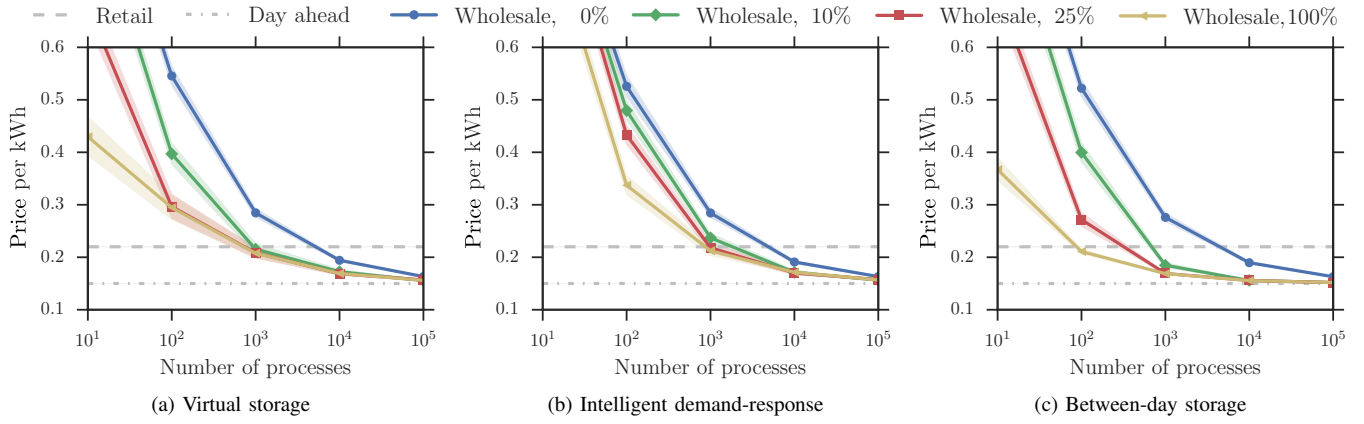 Retail Day ahead Wholesale, 0% Wholesale, 10% Wholesale, 25% Wholesale,100%
0.6
0.5
0.4
0.3
0.2
0.1
Price per kWh
10^1 10^2 10^3 10^4 10^5
Number of processes
(a) Virtual storage
0.6
0.5
0.4
0.3
0.2
0.1
Price per kWh
10^1 10^2 10^3 10^4 10^5
Number of processes
(b) Intelligent demand-response
0.6
0.5
0.4
0.3
0.2
0.1
Price per kWh
10^1 10^2 10^3 10^4 10^5
Number of processes
(c) Between-day storage